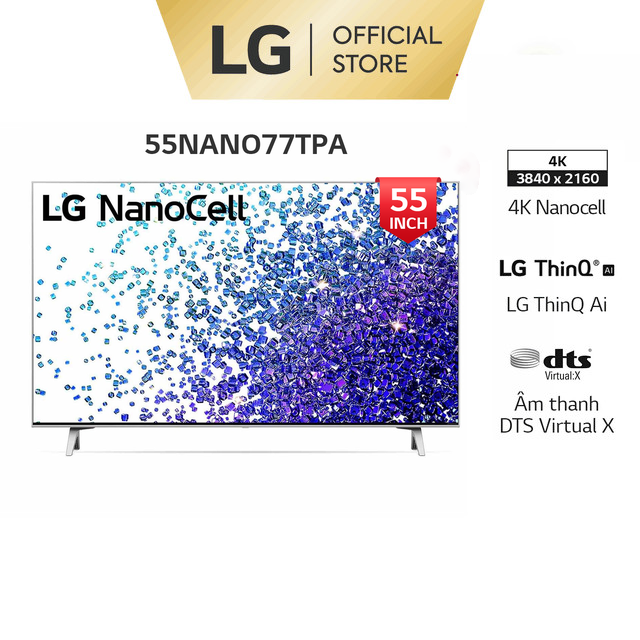 LG OFFICIAL
STORE
55NANO77TPA
LG NanoCell
55
INCH
4K
3840 x 2160
4K Nanocell
LG ThinQ® AI
LG ThinQ Ai
dts
Virtual:X
Âm thanh
DTS Virtual X